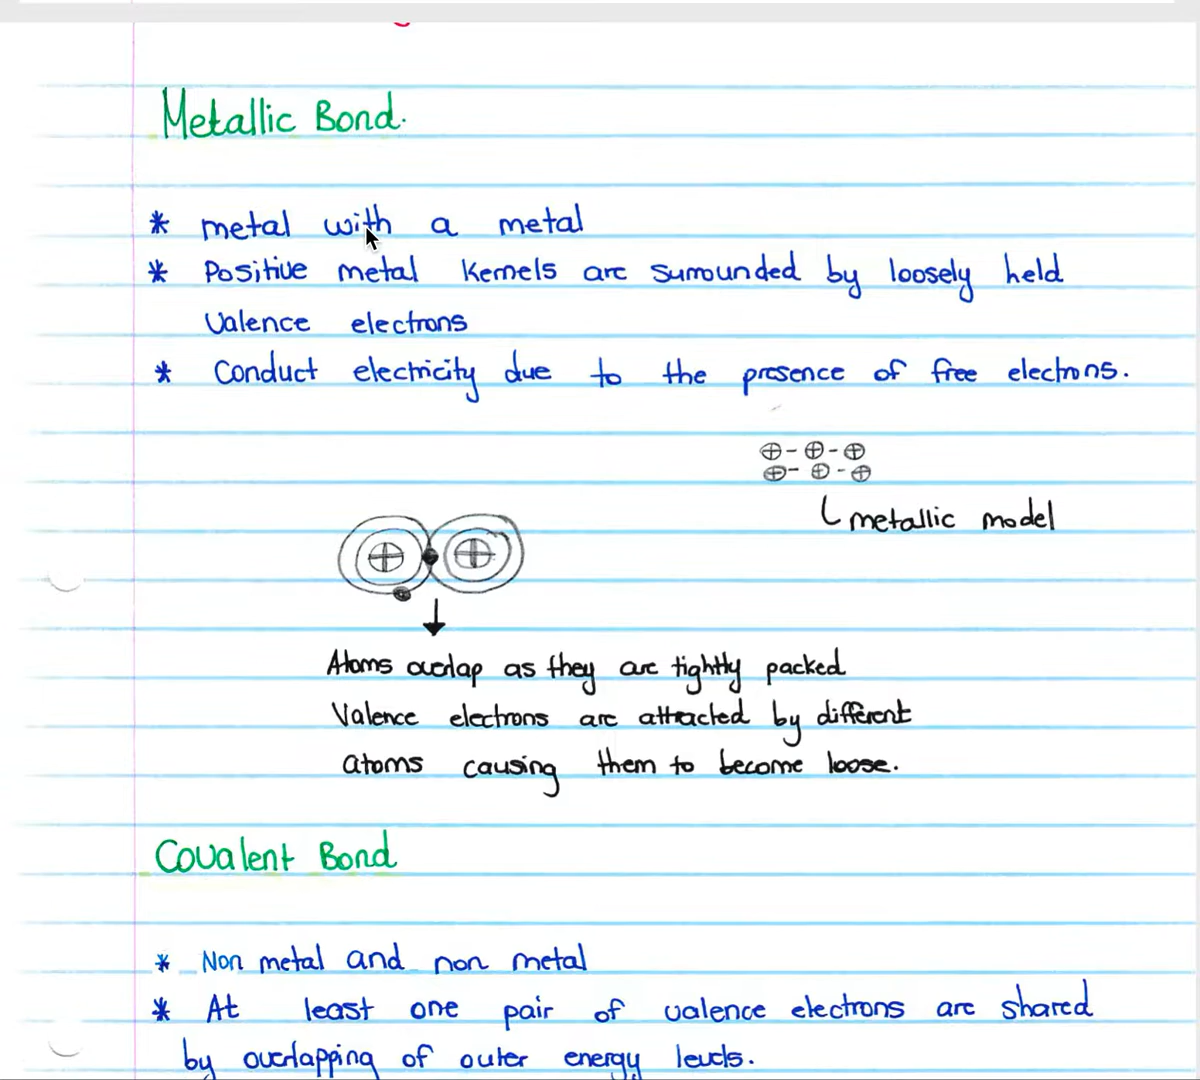 Metallic Bond.
* metal with a metal
* Positive metal Kernels are surrounded by loosely held
Valence electrons
* Conduct electricity due to the presence of free electrons.
⊕ - ⊕ - ⊕
⊕ - ⊕ - ⊕
metallic model
Atoms overlap as they are tightly packed
Valence electrons are attracted by different
atoms causing them to become loose.
Covalent Bond
* Non metal and non metal
* At least one pair of valence electrons are shared
by overlapping of outer energy levels.